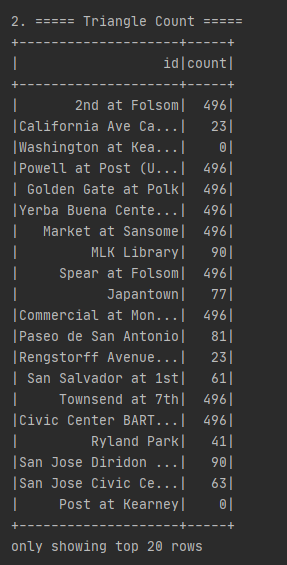 2. ===== Triangle Count =====
+--------------------+-----+
|                  id|count|
+--------------------+-----+
|       2nd at Folsom|  496|
|California Ave Ca...|   23|
|Washington at Kea...|    0|
|Powell at Post (U...|  496|
| Golden Gate at Polk|  496|
|Yerba Buena Cente...|  496|
|   Market at Sansome|  496|
|         MLK Library|   90|
|     Spear at Folsom|  496|
|           Japantown|   77|
|Commercial at Mon...|  496|
|Paseo de San Antonio|   81|
|Rengstorff Avenue...|   23|
| San Salvador at 1st|   61|
|     Townsend at 7th|  496|
|Civic Center BART...|  496|
|         Ryland Park|   41|
|San Jose Diridon ...|   90|
|San Jose Civic Ce...|   63|
|     Post at Kearney|    0|
+--------------------+-----+
only showing top 20 rows